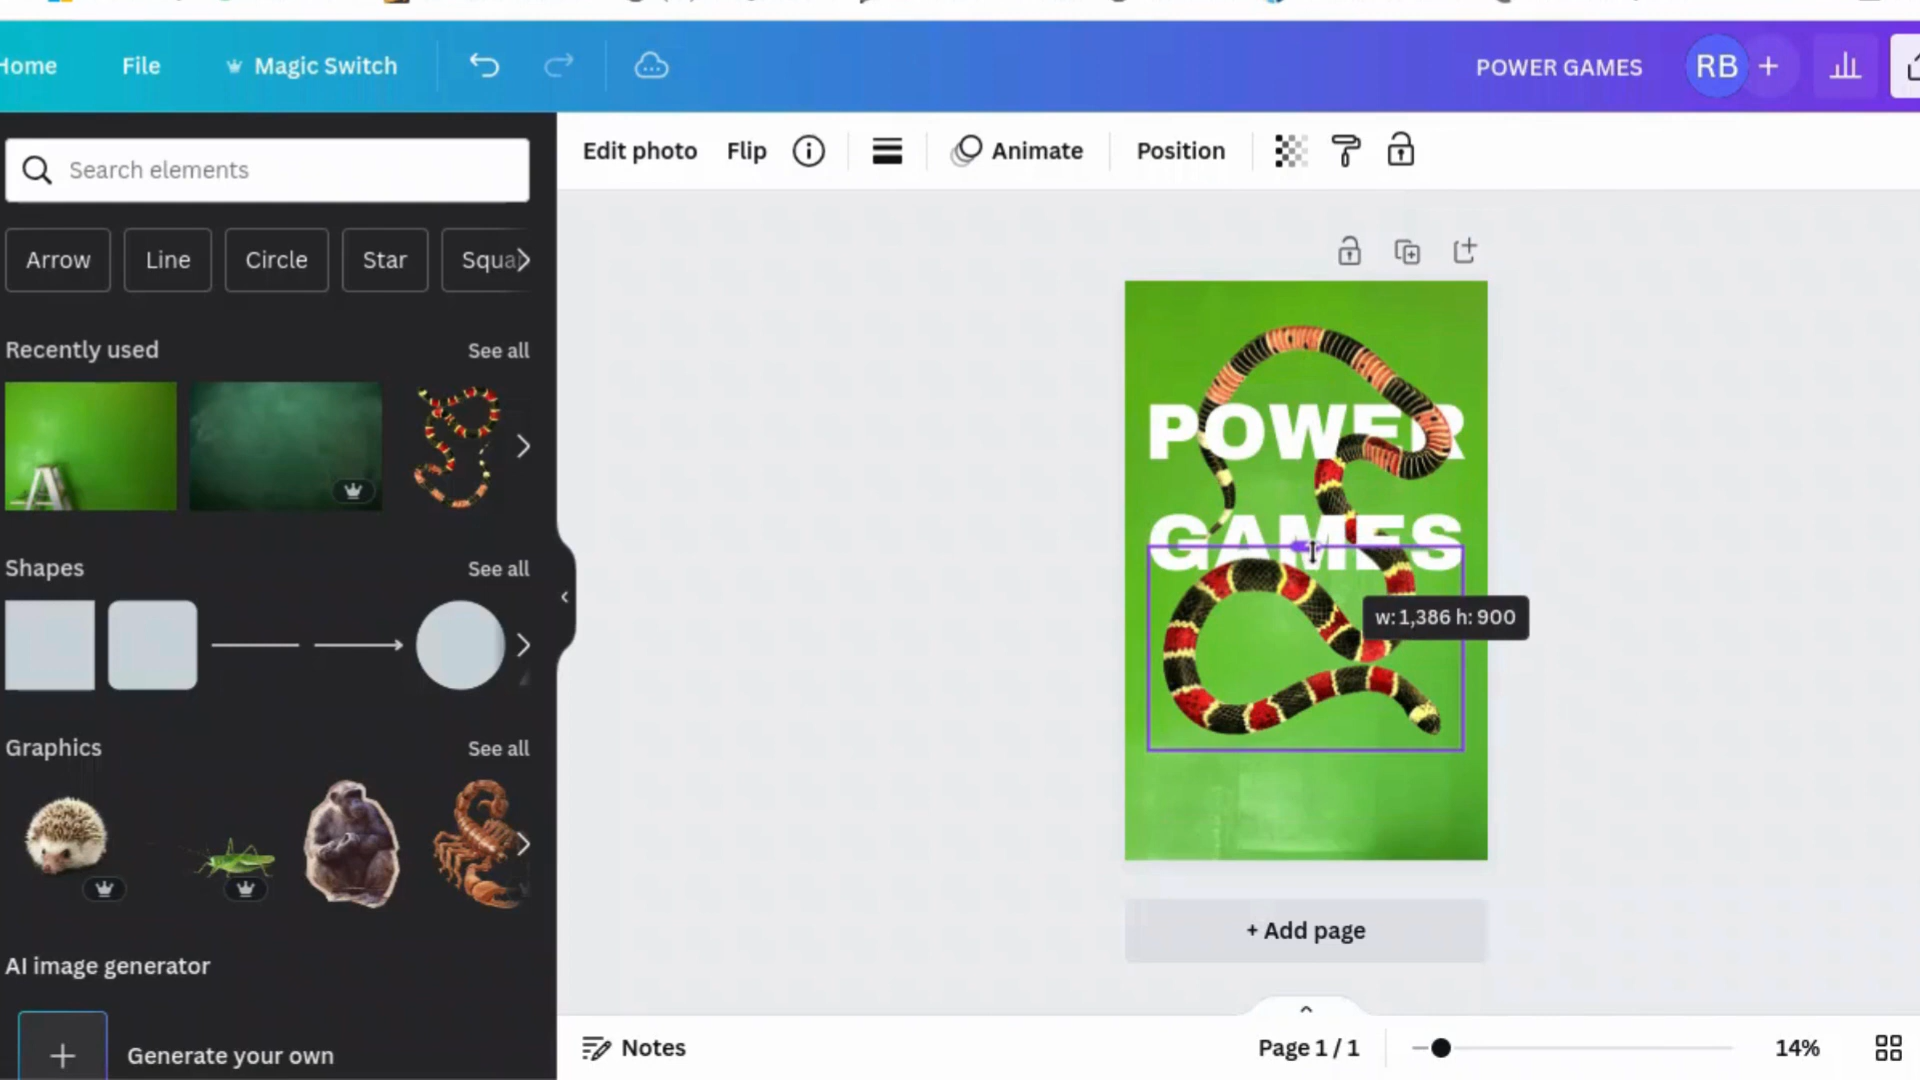 Home File Magic Switch POWER GAMES RB +
Edit photo Flip Animate Position
Search elements
Arrow Line Circle Star Squa
Recently used See all
Shapes See all
Graphics See all
AI image generator
Generate your own
POWER
GAMES
w: 1,386 h: 900
+ Add page
Notes Page 1 / 1 14%